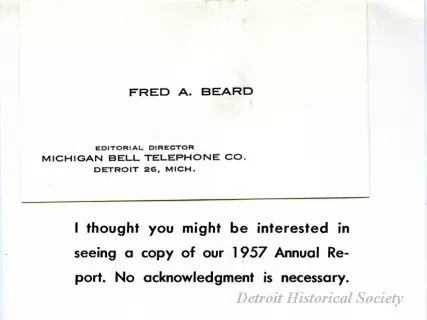 FRED A. BEARD
EDITORIAL DIRECTOR
MICHIGAN BELL TELEPHONE CO.
DETROIT 26, MICH.
I thought you might be interested in
seeing a copy of our 1957 Annual Re-
port. No acknowledgment is necessary.
Detroit Historical Society